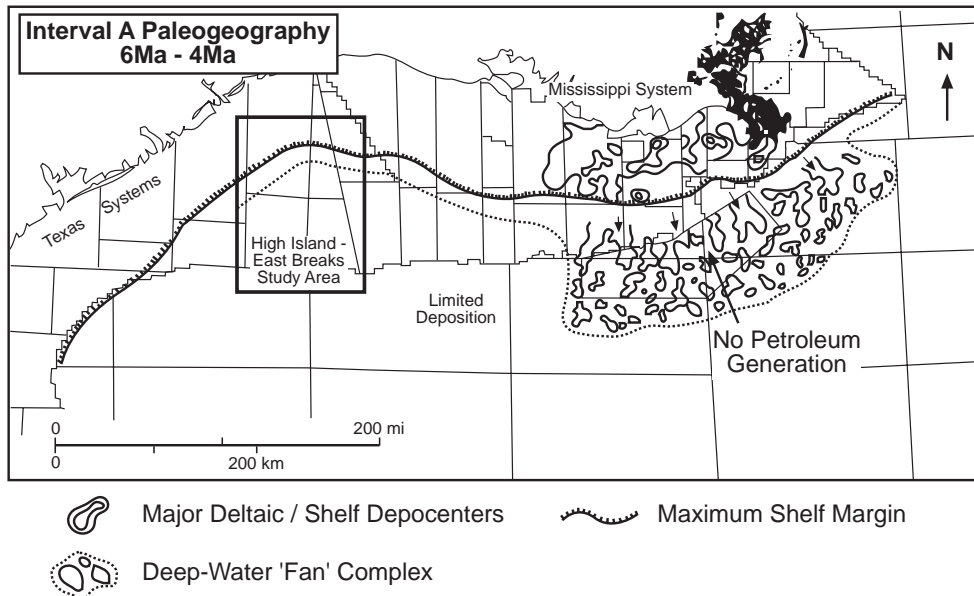 Interval A Paleogeography
6Ma - 4Ma
N
Mississippi System
Texas Systems
High Island -
East Breaks
Study Area
Limited
Deposition
No Petroleum
Generation
0 200 mi
0 200 km
Major Deltaic / Shelf Depocenters
Maximum Shelf Margin
Deep-Water 'Fan' Complex